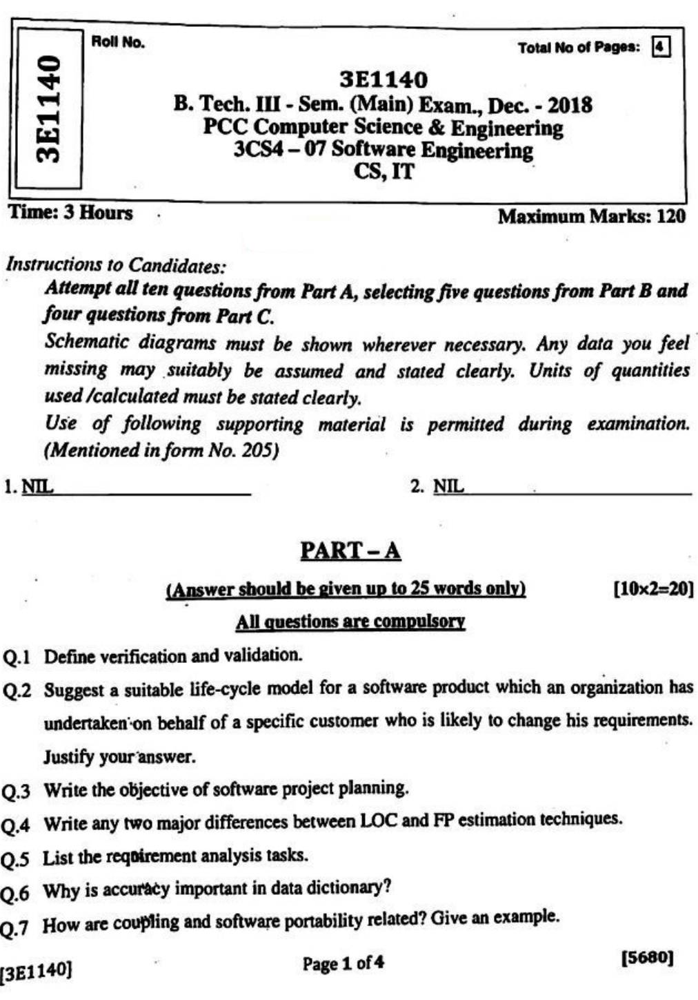 3E1140
Roll No.
Total No of Pages: 4
3E1140
B. Tech. III - Sem. (Main) Exam., Dec. - 2018
PCC Computer Science & Engineering
3CS4 – 07 Software Engineering
CS, IT
Time: 3 Hours
Maximum Marks: 120
Instructions to Candidates:
Attempt all ten questions from Part A, selecting five questions from Part B and
four questions from Part C.
Schematic diagrams must be shown wherever necessary. Any data you feel
missing may suitably be assumed and stated clearly. Units of quantities
used /calculated must be stated clearly.
Use of following supporting material is permitted during examination.
(Mentioned in form No. 205)
1. NIL
2. NIL
PART – A
(Answer should be given up to 25 words only)
[10×2=20]
All questions are compulsory
Q.1 Define verification and validation.
Q.2 Suggest a suitable life-cycle model for a software product which an organization has
undertaken on behalf of a specific customer who is likely to change his requirements.
Justify your answer.
Q.3 Write the objective of software project planning.
Q.4 Write any two major differences between LOC and FP estimation techniques.
Q.5 List the requirement analysis tasks.
Q.6 Why is accuracy important in data dictionary?
Q.7 How are coupling and software portability related? Give an example.
[3E1140]
Page 1 of 4
[5680]